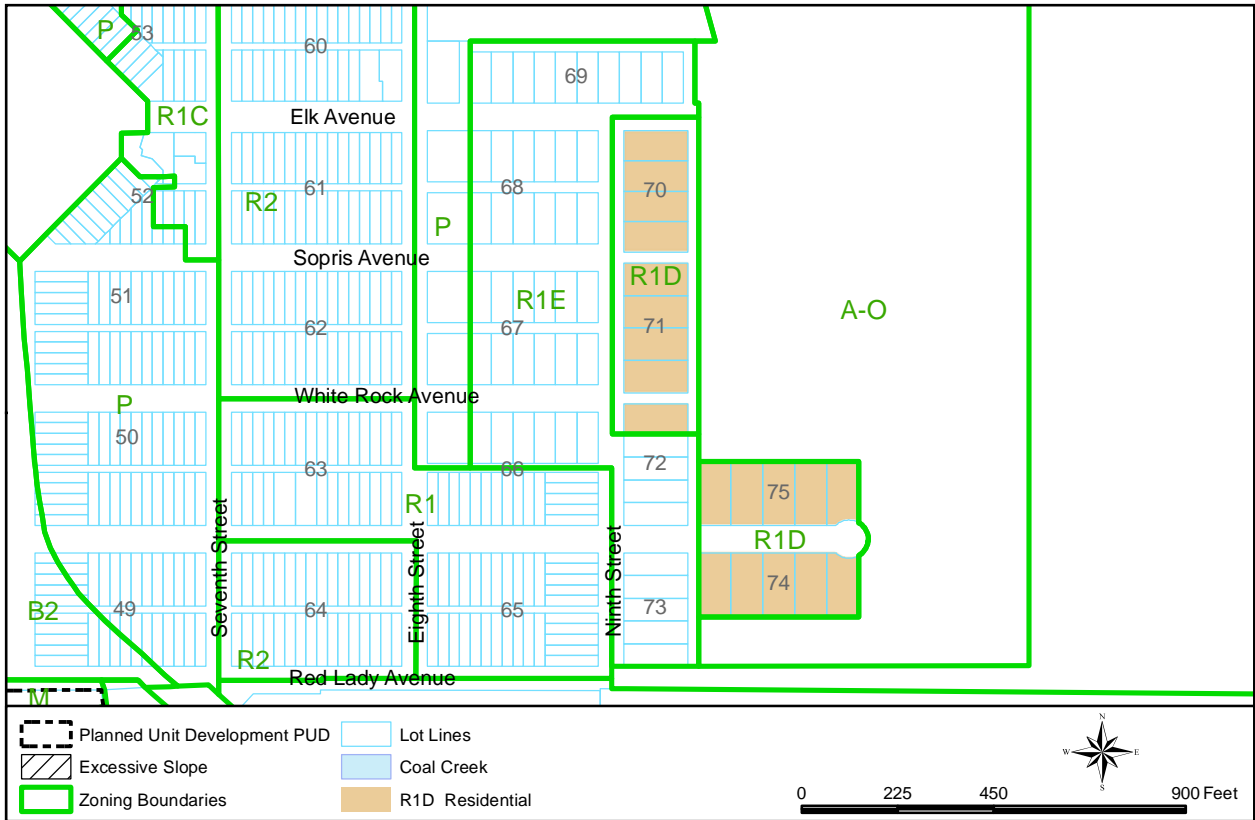 P
53
60
69
R1C
Elk Avenue
52
61
68
70
R2
P
Sopris Avenue
51
R1E
R1D
A-O
62
67
71
White Rock Avenue
P
50
63
66
72
75
R1
Seventh Street
Eighth Street
Ninth Street
R1D
74
B2
49
64
65
73
R2
Red Lady Avenue
M
Planned Unit Development PUD
Lot Lines
Excessive Slope
Coal Creek
Zoning Boundaries
R1D Residential
N
W
E
S
0 225 450 900 Feet